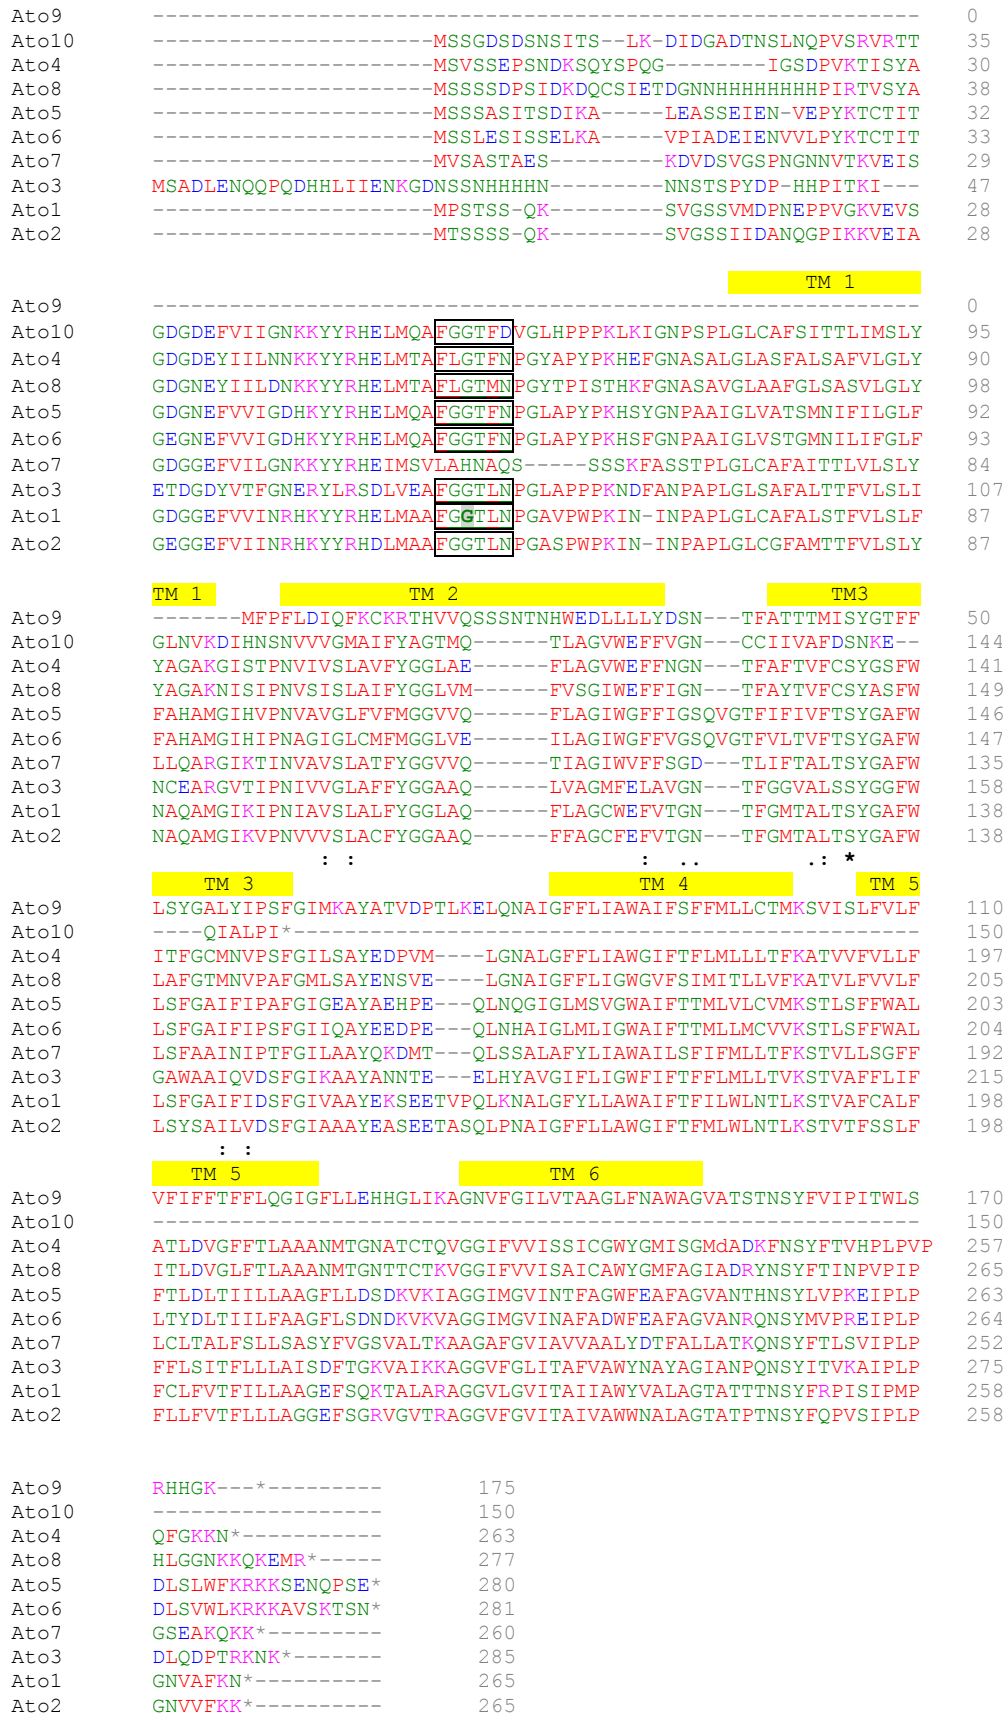 Ato9 ------------------------------------------------------------ 0
Ato10 ----------------------MSSGDSDSNSITS--LK-DIDGADTNSLNQPVSRVRTT 35
Ato4 ----------------------MSVSSEPSNDKSQYSPQG--------IGSDPVKTISYA 30
Ato8 ----------------------MSSSSDPSIDKDQCSIETDGNNHHHHHHHHPIRTVSYA 38
Ato5 ----------------------MSSSASITSDIKA-----LEASSEIEN-VEPYKTCTIT 32
Ato6 ----------------------MSSLESISSELKA-----VPIADEIENVVLPYKTCTIT 33
Ato7 ----------------------MVSASTAES---------KDVDSVGSPNGNNVTKVEIS 29
Ato3 MSADLENQQPQDHHLIIENKGDNSSNHHHHN---------NNSTSPYDP-HHPITKI--- 47
Ato1 ----------------------MPSTSS-QK---------SVGSSVMDPNEPPVGKVEVS 28
Ato2 ----------------------MTSSSS-QK---------SVGSSIIDANQGPIKKVEIA 28
TM 1
Ato9 ------------------------------------------------------------ 0
Ato10 GDGDEFVIIGNKKYYRHELMQAFGGTFDVGLHPPPKLKIGNPSPLGLCAFSITTLIMSLY 95
Ato4 GDGDEYIILNNKKYYRHELMTAFLGTFNPGYAPYPKHEFGNASALGLASFALSAFVLGLY 90
Ato8 GDGNEYIILDNKKYYRHELMTAFLGTMNPGYTPISTHKFGNASAVGLAAFGLSASVLGLY 98
Ato5 GDGNEFVVIGDHKYYRHELMQAFGGTFNPGLAPYPKHSYGNPAAIGLVATSMNIFILGLF 92
Ato6 GEGNEFVVIGDHKYYRHELMQAFGGTFNPGLAPYPKHSFGNPAAIGLVSTGMNILIFGLF 93
Ato7 GDGGEFVILGNKKYYRHEIMSVLAHNAQS-----SSSKFASSTPLGLCAFAITTLVLSLY 84
Ato3 ETDGDYVTFGNERYLRSDLVEAFGGTLNPGLAPPPKNDFANPAPLGLSAFALTTFVLSLI 107
Ato1 GDGGEFVVINRHKYYRHELMAAFGGTLNPGAVPWPKIN-INPAPLGLCAFALSTFVLSLF 87
Ato2 GEGGEFVIINRHKYYRHDLMAAFGGTLNPGASPWPKIN-INPAPLGLCGFAMTTFVLSLY 87
TM 1 TM 2 TM3
Ato9 -------MFPFLDIQFKCKRTHVVQSSSNTNHWEDLLLLYDSN---TFATTTMISYGTFF 50
Ato10 GLNVKDIHNSNVVVGMAIFYAGTMQ------TLAGVWEFFVGN---CCIIVAFDSNKE-- 144
Ato4 YAGAKGISTPNVIVSLAVFYGGLAE------FLAGVWEFFNGN---TFAFTVFCSYGSFW 141
Ato8 YAGAKNISIPNVSISLAIFYGGLVM------FVSGIWEFFIGN---TFAYTVFCSYASFW 149
Ato5 FAHAMGIHVPNVAVGLFVFMGGVVQ------FLAGIWGFFIGSQVGTFIFIVFTSYGAFW 146
Ato6 FAHAMGIHIPNAGIGLCMFMGGLVE------ILAGIWGFFVGSQVGTFVLTVFTSYGAFW 147
Ato7 LLQARGIKTINVAVSLATFYGGVVQ------TIAGIWVFFSGD---TLIFTALTSYGAFW 135
Ato3 NCEARGVTIPNIVVGLAFFYGGAAQ------LVAGMFELAVGN---TFGGVALSSYGGFW 158
Ato1 NAQAMGIKIPNIAVSLALFYGGLAQ------FLAGCWEFVTGN---TFGMTALTSYGAFW 138
Ato2 NAQAMGIKVPNVVVSLACFYGGAAQ------FFAGCFEFVTGN---TFGMTALTSYGAFW 138
: : : .. .: *
TM 3 TM 4 TM 5
Ato9 LSYGALYIPSFGIMKAYATVDPTLKELQNAIGFFLIAWAIFSFFMLLCTMKSVISLFVLF 110
Ato10 ----QIALPI*------------------------------------------------- 150
Ato4 ITFGCMNVPSFGILSAYEDPVM----LGNALGFFLIAWGIFTFLMLLLTFKATVVFVLLF 197
Ato8 LAFGTMNVPAFGMLSAYENSVE----LGNAIGFFLIGWGVFSIMITLLVFKATVLFVVLF 205
Ato5 LSFGAIFIPAFGIGEAYAEHPE---QLNQGIGLMSVGWAIFTTMLVLCVMKSTLSFFWAL 203
Ato6 LSFGAIFIPSFGIIQAYEEDPE---QLNHAIGLMLIGWAIFTTMLLMCVVKSTLSFFWAL 204
Ato7 LSFAAINIPTFGILAAYQKDMT---QLSSALAFYLIAWAILSFIFMLLTFKSTVLLSGFF 192
Ato3 GAWAAIQVDSFGIKAAYANNTE---ELHYAVGIFLIGWFIFTFFLMLLTVKSTVAFFLIF 215
Ato1 LSFGAIFIDSFGIVAAYEKSEETVPQLKNALGFYLLAWAIFTFILWLNTLKSTVAFCALF 198
Ato2 LSYSAILVDSFGIAAAYEASEETASQLPNAIGFFLLAWGIFTFMLWLNTLKSTVTFSSLF 198
: :
TM 5 TM 6
Ato9 VFIFFTFFLQGIGFLLEHHGLIKAGNVFGILVTAAGLFNAWAGVATSTNSYFVIPITWLS 170
Ato10 ------------------------------------------------------------ 150
Ato4 ATLDVGFFTLAAANMTGNATCTQVGGIFVVISSICGWYGMISGMdADKFNSYFTVHPLPVP 257
Ato8 ITLDVGLFTLAAANMTGNTTCTKVGGIFVVISAICAWYGMFAGIADRYNSYFTINPVPIP 265
Ato5 FTLDLTIILLAAGFLLDSDKVKIAGGIMGVINTFAGWFEAFAGVANTHNSYLVPKEIPLP 263
Ato6 LTYDLTIILFAAGFLSDNDKVKVAGGIMGVINAFADWFEAFAGVANRQNSYMVPREIPLP 264
Ato7 LCLTALFSLLSASYFVGSVALTKAAGAFGVIAVVAALYDTFALLATKQNSYFTLSVIPLP 252
Ato3 FFLSITFLLLAISDFTGKVAIKKAGGVFGLITAFVAWYNAYAGIANPQNSYITVKAIPLP 275
Ato1 FCLFVTFILLAAGEFSQKTALARAGGVLGVITAIIAWYVALAGTATTTNSYFRPISIPMP 258
Ato2 FLLFVTFLLLAGGEFSGRVGVTRAGGVFGVITAIVAWWNALAGTATPTNSYFQPVSIPLP 258
Ato9 RHHGK---*--------- 175
Ato10 ------------------ 150
Ato4 QFGKKN*----------- 263
Ato8 HLGGNKKQKEMR*----- 277
Ato5 DLSLWFKRKKSENQPSE* 280
Ato6 DLSVWLKRKKAVSKTSN* 281
Ato7 GSEAKQKK*--------- 260
Ato3 DLQDPTRKNK*------- 285
Ato1 GNVAFKN*---------- 265
Ato2 GNVVFKK*---------- 265